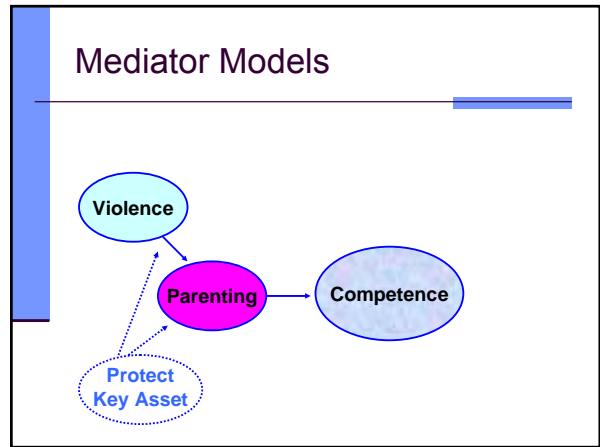 Mediator Models
Violence
Parenting
Competence
Protect
Key Asset